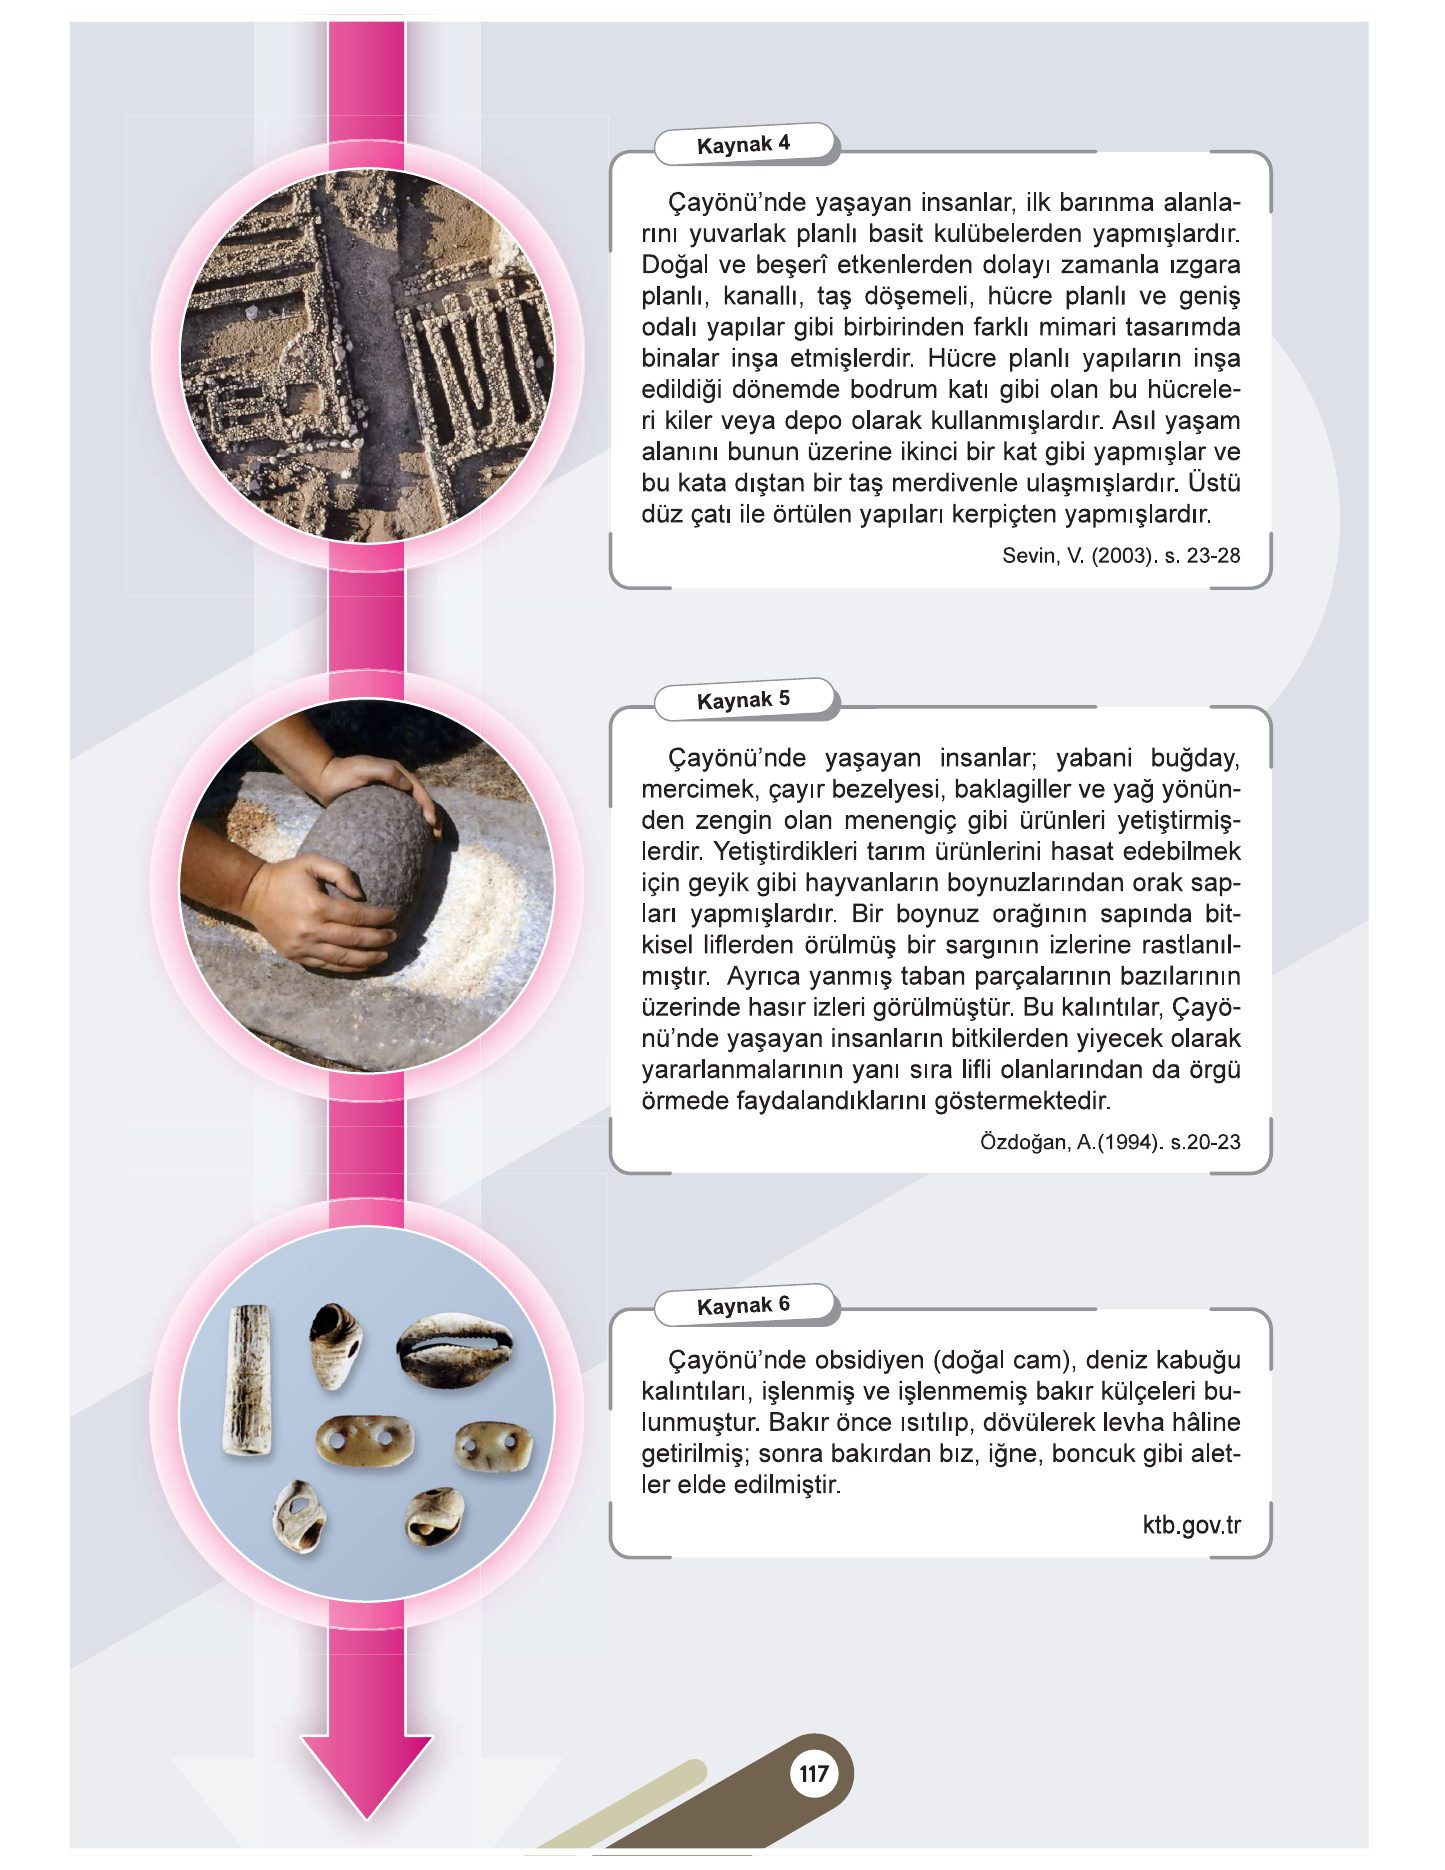 Kaynak 4
Çayönü’nde yaşayan insanlar, ilk barınma alanla-
rını yuvarlak planlı basit kulübelerden yapmışlardır.
Doğal ve beşerî etkenlerden dolayı zamanla ızgara
planlı, kanallı, taş döşemeli, hücre planlı ve geniş
odalı yapılar gibi birbirinden farklı mimari tasarımda
binalar inşa etmişlerdir. Hücre planlı yapıların inşa
edildiği dönemde bodrum katı gibi olan bu hücrele-
ri kiler veya depo olarak kullanmışlardır. Asıl yaşam
alanını bunun üzerine ikinci bir kat gibi yapmışlar ve
bu kata dıştan bir taş merdivenle ulaşmışlardır. Üstü
düz çatı ile örtülen yapıları kerpiçten yapmışlardır.
Sevin, V. (2003). s. 23-28
Kaynak 5
Çayönü’nde yaşayan insanlar; yabani buğday,
mercimek, çayır bezelyesi, baklagiller ve yağ yönün-
den zengin olan menengiç gibi ürünleri yetiştirmiş-
lerdir. Yetiştirdikleri tarım ürünlerini hasat edebilmek
için geyik gibi hayvanların boynuzlarından orak sap-
ları yapmışlardır. Bir boynuz orağının sapında bit-
kisel liflerden örülmüş bir sargının izlerine rastlanıl-
mıştır. Ayrıca yanmış taban parçalarının bazılarının
üzerinde hasır izleri görülmüştür. Bu kalıntılar, Çayö-
nü’nde yaşayan insanların bitkilerden yiyecek olarak
yararlanmalarının yanı sıra lifli olanlarından da örgü
örmede faydalandıklarını göstermektedir.
Özdoğan, A.(1994). s.20-23
Kaynak 6
Çayönü’nde obsidiyen (doğal cam), deniz kabuğu
kalıntıları, işlenmiş ve işlenmemiş bakır külçeleri bu-
lunmuştur. Bakır önce ısıtılıp, dövülerek levha hâline
getirilmiş; sonra bakırdan bız, iğne, boncuk gibi alet-
ler elde edilmiştir.
ktb.gov.tr
117